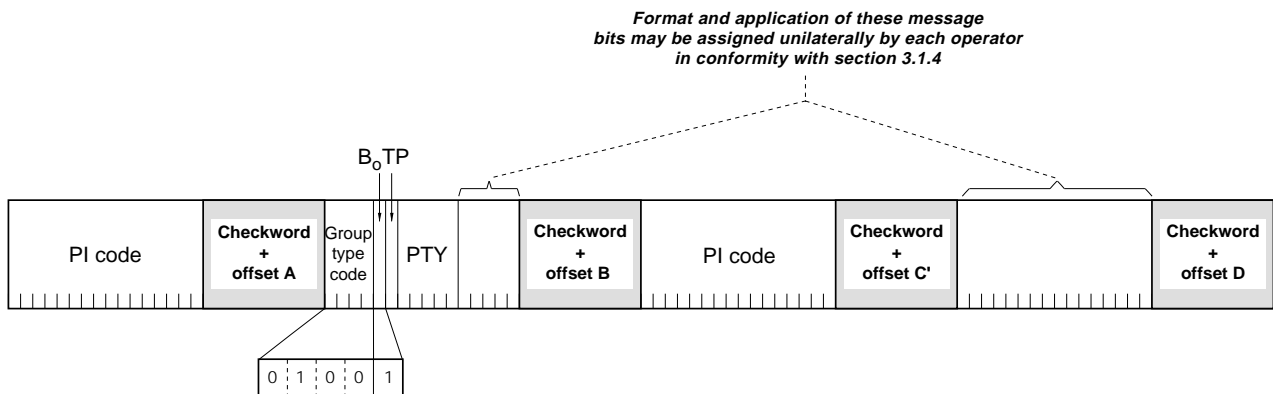 Format and application of these message
bits may be assigned unilaterally by each operator
in conformity with section 3.1.4
BoTP
PI code
Checkword
+
offset A
Group
type
code
PTY
Checkword
+
offset B
PI code
Checkword
+
offset C'
Checkword
+
offset D
0 1 0 0 1